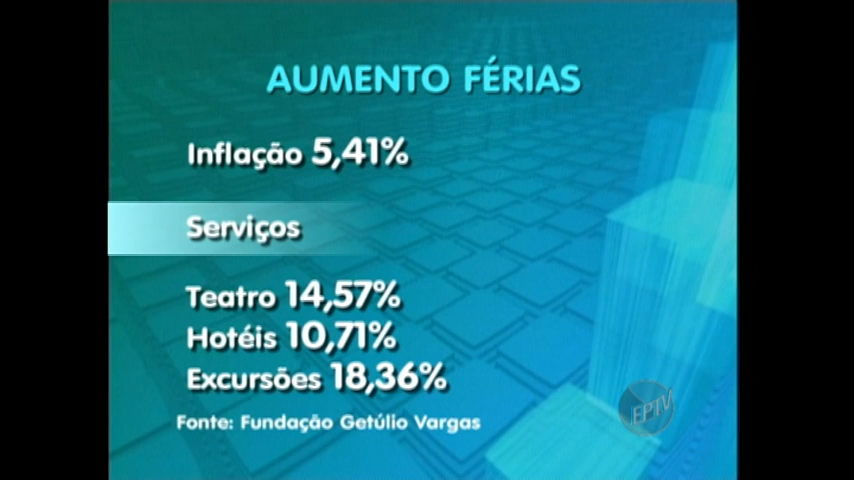 AUMENTO FÉRIAS
Inflação 5,41%
Serviços
Teatro 14,57%
Hotéis 10,71%
Excursões 18,36%
Fonte: Fundação Getúlio Vargas
EPTV